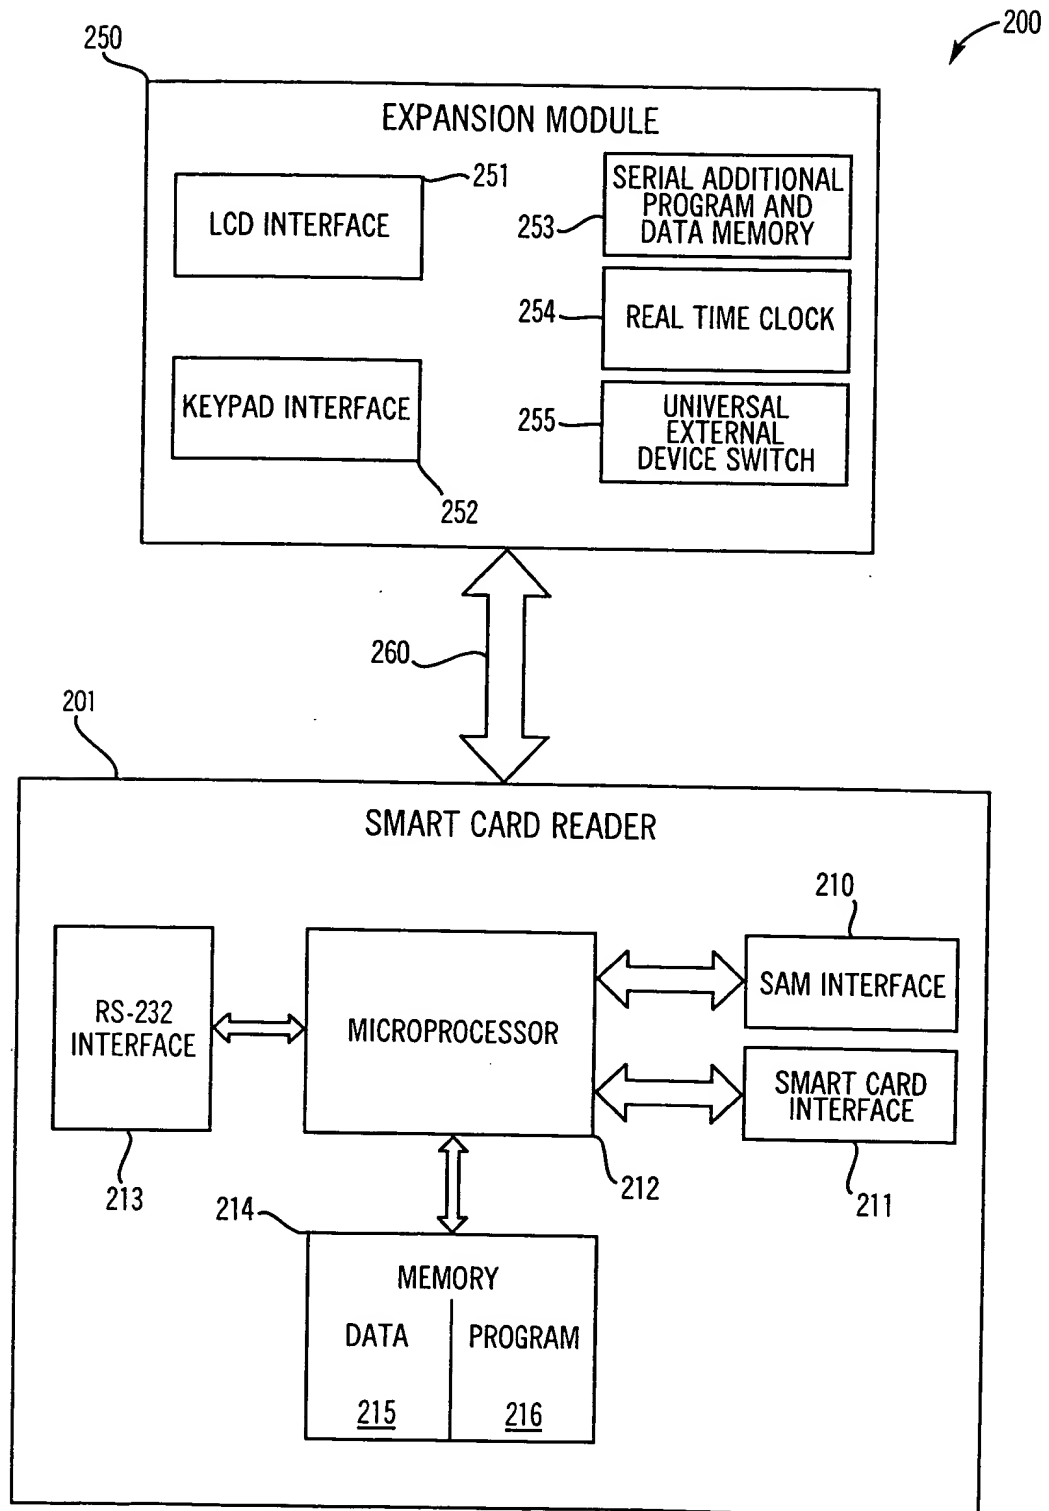 200
250
EXPANSION MODULE
251
LCD INTERFACE
253
SERIAL ADDITIONAL
PROGRAM AND
DATA MEMORY
254
REAL TIME CLOCK
KEYPAD INTERFACE
252
255
UNIVERSAL
EXTERNAL
DEVICE SWITCH
260
201
SMART CARD READER
210
RS-232
INTERFACE
213
MICROPROCESSOR
212
SAM INTERFACE
SMART CARD
INTERFACE
211
214
MEMORY
DATA
PROGRAM
215
216